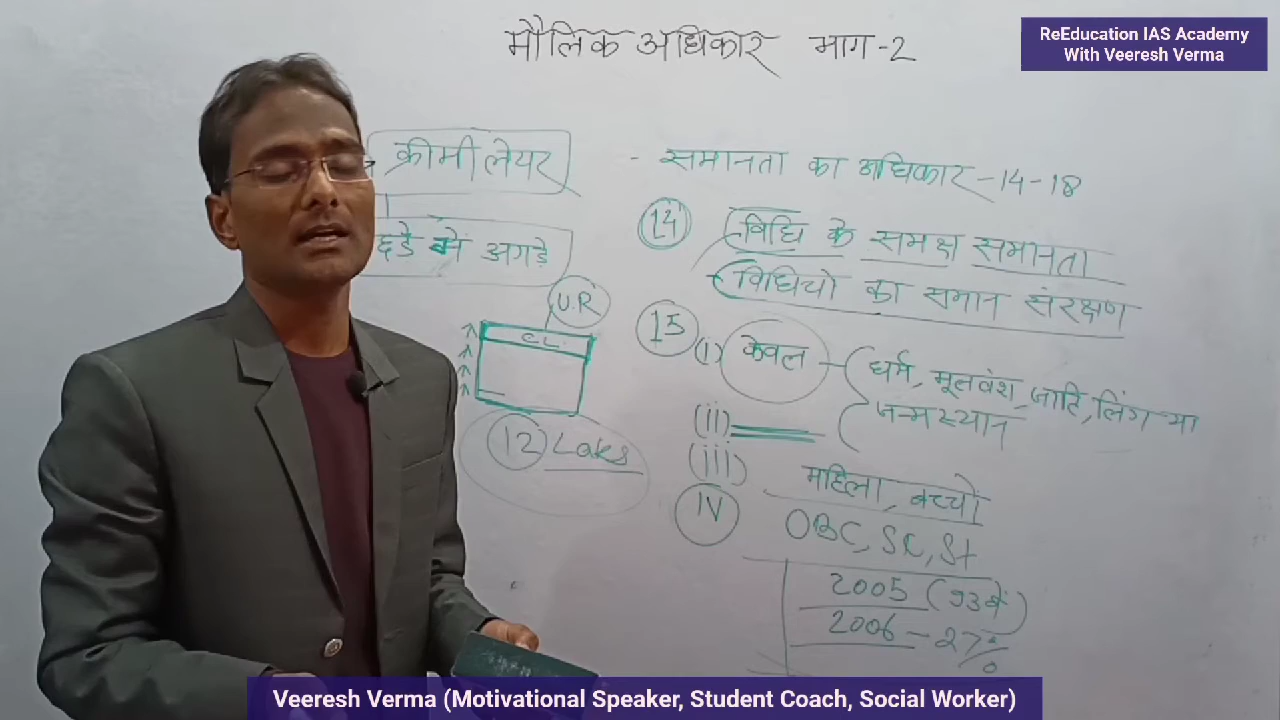 मौलिक अधिकार भाग-2
ReEducation IAS Academy
With Veeresh Verma
क्रीमी लेयर
छड़े में अगड़े
U.R
C.L.
12 Laks
- समानता का अधिकार-14-18
14 विधि के समक्ष समानता
विधियो का समान संरक्षण
15 (i) केवल - धर्म, मूलवंश, जाति, लिंग या
जन्मस्थान
(ii)
(iii) महिला, बच्चो
IV OBC, SC, St
2005 (93वें)
2006 - 27%
Veeresh Verma (Motivational Speaker, Student Coach, Social Worker)